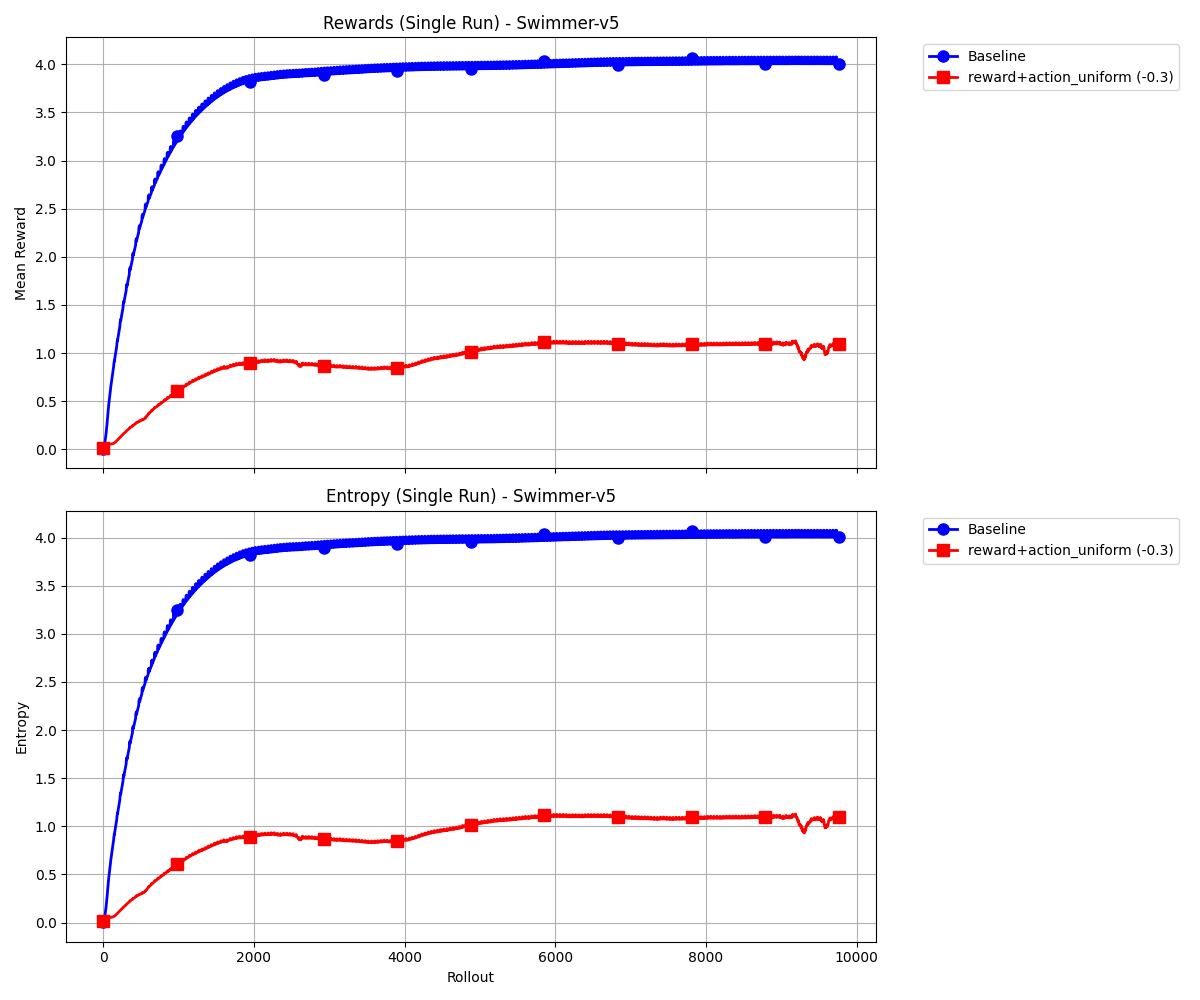 Rewards (Single Run) - Swimmer-v5
Mean Reward
4.0
3.5
3.0
2.5
2.0
1.5
1.0
0.5
0.0
Baseline
reward+action_uniform (-0.3)
Entropy (Single Run) - Swimmer-v5
Entropy
4.0
3.5
3.0
2.5
2.0
1.5
1.0
0.5
0.0
0 2000 4000 6000 8000 10000
Rollout
Baseline
reward+action_uniform (-0.3)